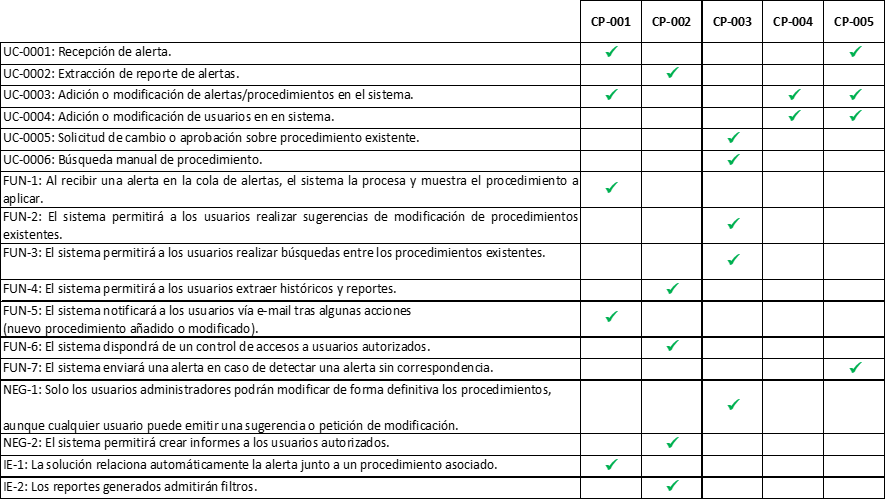 CP-001 CP-002 CP-003 CP-004 CP-005
UC-0001: Recepción de alerta. ✓ ✓
UC-0002: Extracción de reporte de alertas. ✓
UC-0003: Adición o modificación de alertas/procedimientos en el sistema. ✓ ✓ ✓
UC-0004: Adición o modificación de usuarios en en sistema. ✓ ✓
UC-0005: Solicitud de cambio o aprobación sobre procedimiento existente. ✓
UC-0006: Búsqueda manual de procedimiento. ✓
FUN-1: Al recibir una alerta en la cola de alertas, el sistema la procesa y muestra el procedimiento a
aplicar. ✓
FUN-2: El sistema permitirá a los usuarios realizar sugerencias de modificación de procedimientos
existentes. ✓
FUN-3: El sistema permitirá a los usuarios realizar búsquedas entre los procedimientos existentes. ✓
FUN-4: El sistema permitirá a los usuarios extraer históricos y reportes. ✓
FUN-5: El sistema notificará a los usuarios vía e-mail tras algunas acciones
(nuevo procedimiento añadido o modificado). ✓
FUN-6: El sistema dispondrá de un control de accesos a usuarios autorizados. ✓
FUN-7: El sistema enviará una alerta en caso de detectar una alerta sin correspondencia. ✓
NEG-1: Solo los usuarios administradores podrán modificar de forma definitiva los procedimientos,
aunque cualquier usuario puede emitir una sugerencia o petición de modificación. ✓
NEG-2: El sistema permitirá crear informes a los usuarios autorizados. ✓
IE-1: La solución relaciona automáticamente la alerta junto a un procedimiento asociado. ✓
IE-2: Los reportes generados admitirán filtros. ✓